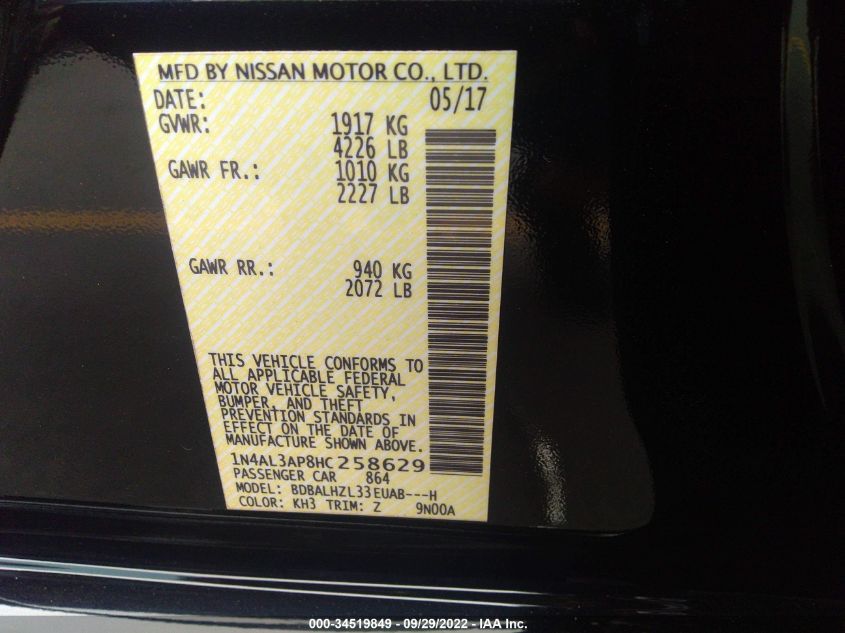 MFD BY NISSAN MOTOR CO., LTD.
DATE: 05/17
GVWR: 1917 KG
4226 LB
GAWR FR.: 1010 KG
2227 LB
GAWR RR.: 940 KG
2072 LB
THIS VEHICLE CONFORMS TO
ALL APPLICABLE FEDERAL
MOTOR VEHICLE SAFETY,
BUMPER, AND THEFT
PREVENTION STANDARDS IN
EFFECT ON THE DATE OF
MANUFACTURE SHOWN ABOVE.
1N4AL3AP8HC258629
PASSENGER CAR 864
MODEL: BDBALHZL33EUAB---H
COLOR: KH3 TRIM: Z 9N00A
000-34519849 - 09/29/2022 - IAA Inc.